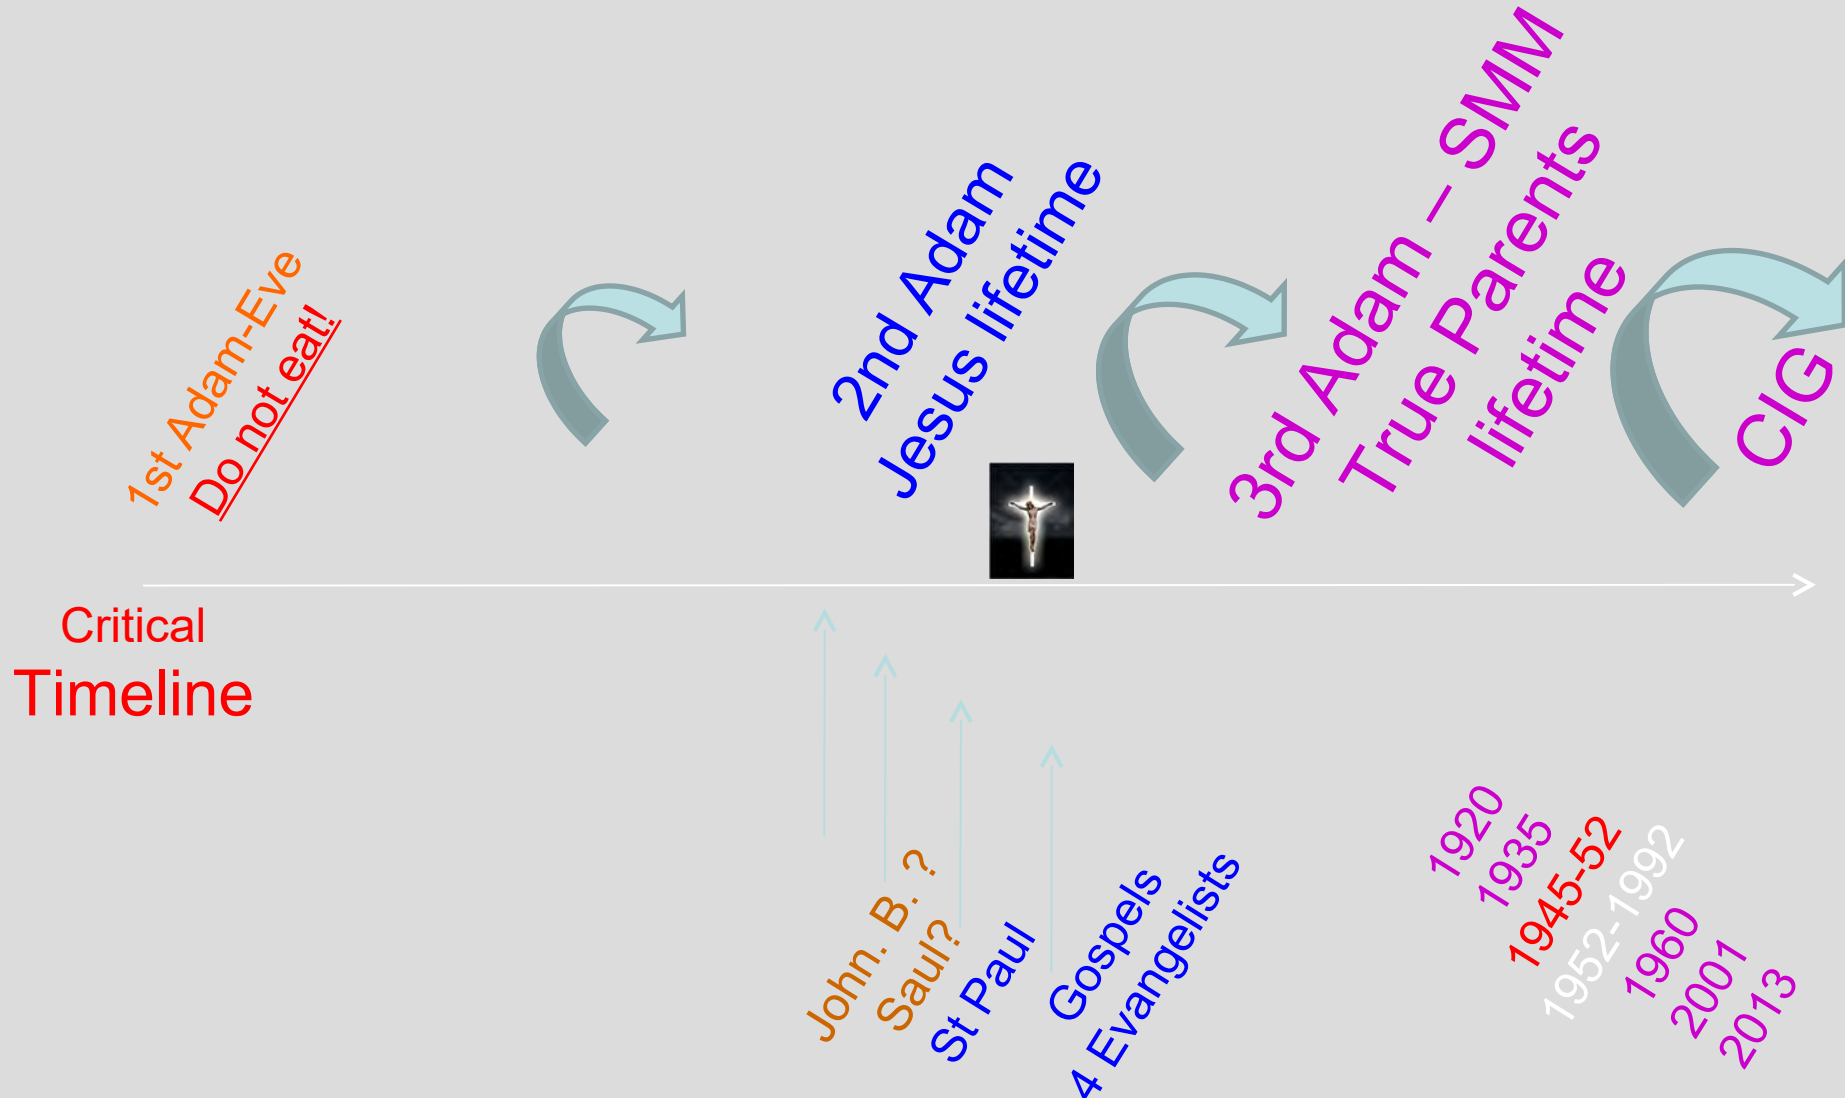 1st Adam-Eve
Do not eat!
2nd Adam
Jesus lifetime
3rd Adam – SMM
True Parents
lifetime
CIG
Critical
Timeline
John. B. ?
Saul?
St Paul
Gospels
4 Evangelists
1920
1935
1945-52
1952-1992
1960
2001
2013